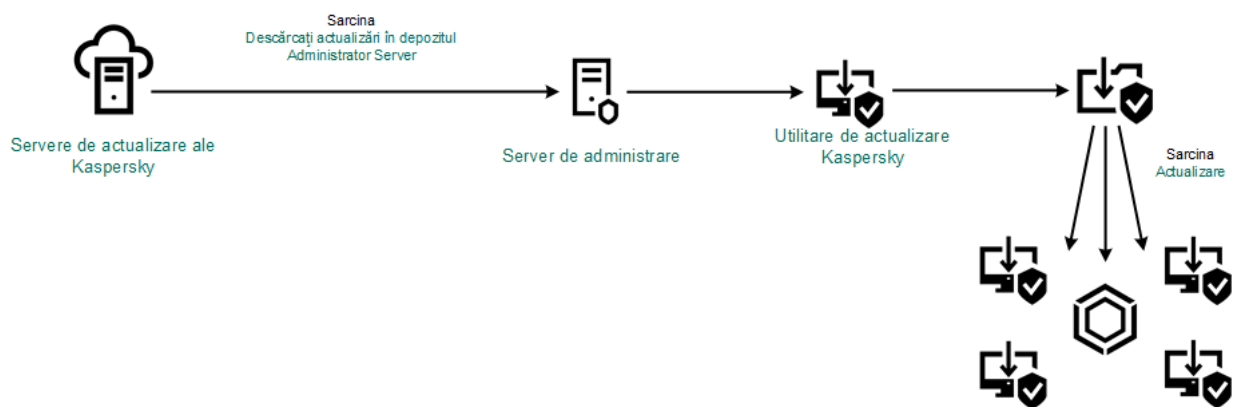 Sarcina
Descărcați actualizări în depozitul
Administrator Server
Servere de actualizare ale
Kaspersky
Server de administrare
Utilitare de actualizare
Kaspersky
Sarcina
Actualizare